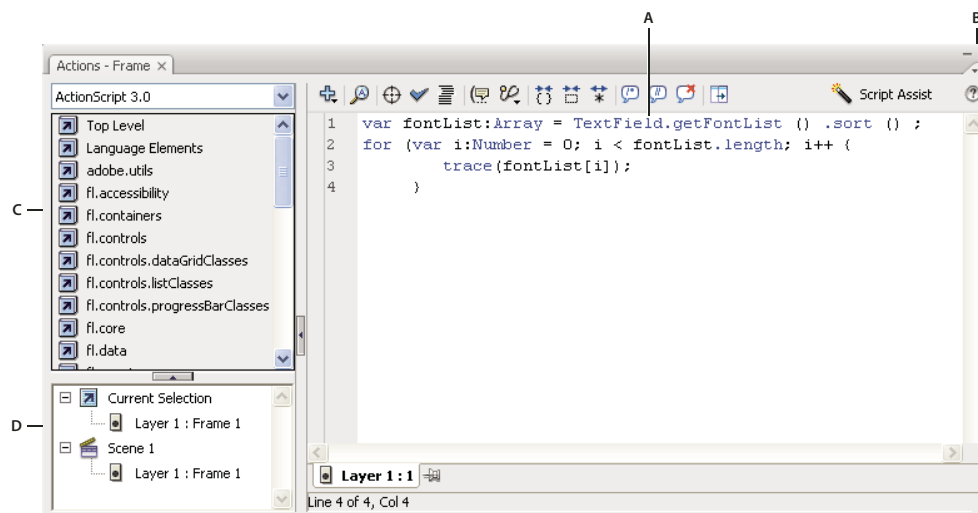 A
B
Actions - Frame
ActionScript 3.0
Script Assist
Top Level
Language Elements
adobe.utils
fl.accessibility
fl.containers
fl.controls
fl.controls.dataGridClasses
fl.controls.listClasses
fl.controls.progressBarClasses
fl.core
fl.data
C
1 var fontList:Array = TextField.getFontList () .sort () ;
2 for (var i:Number = 0; i < fontList.length; i++ {
3 trace(fontList[i]);
4 }
D
Current Selection
Layer 1 : Frame 1
Scene 1
Layer 1 : Frame 1
Layer 1 : 1
Line 4 of 4, Col 4